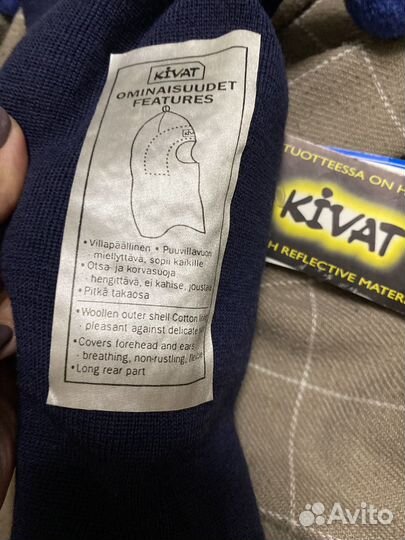 KIVAT
OMINAISUUDET
FEATURES
• Villapäällinen • Puuvillavuori
miellyttävä, sopii kaikille
• Otsa- ja korvasuoja
hengittävä, ei kahise, joustava
• Pitkä takaosa
• Woollen outer shell Cotton
pleasant against delicate
• Covers forehead and ears
breathing, non-rustling,
• Long rear part
TUOTTEESSA ON
KIVAT
REFLECTIVE
Avito